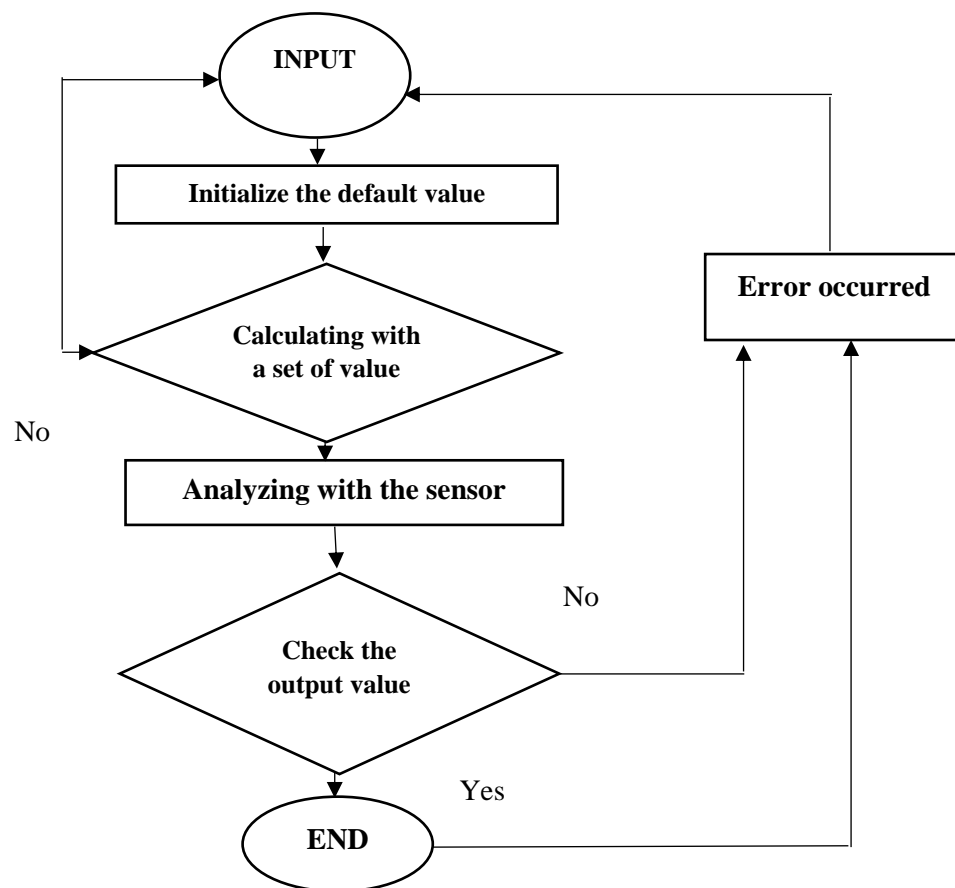 INPUT
Initialize the default value
Error occurred
Calculating with
a set of value
No
Analyzing with the sensor
No
Check the
output value
Yes
END